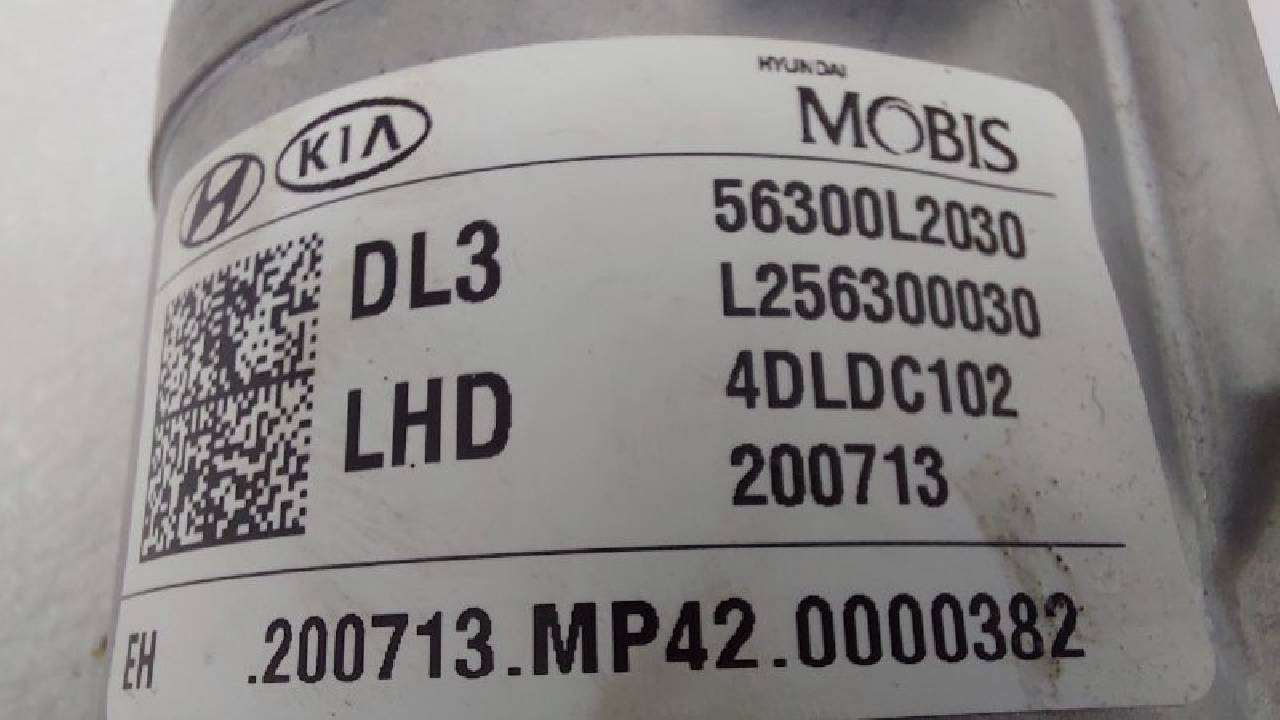 HYUNDAI
MOBIS
KIA
DL3
LHD
56300L2030
L256300030
4DLDC102
200713
EH .200713.MP42.0000382